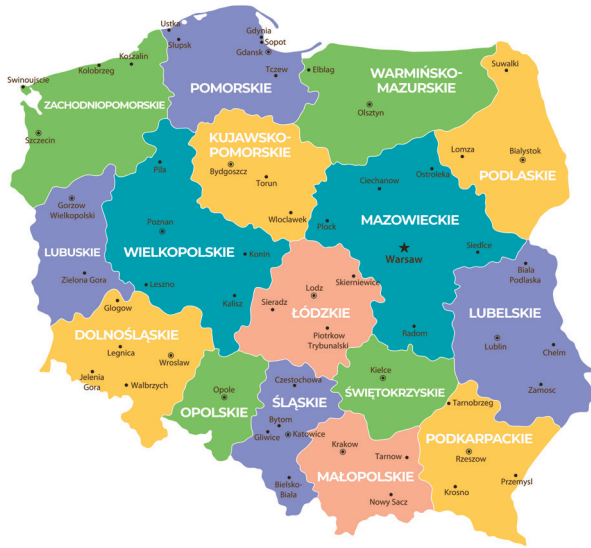 Ustka
Slupsk
Gdynia
Sopot
Gdansk
Tczew
Koszalin
Kolobrzeg
Swinoujscie
Szczecin
ZACHODNIOPOMORSKIE
POMORSKIE
Elblag
WARMIŃSKO-
MAZURSKIE
Olsztyn
Suwalki
Lomza
Bialystok
PODLASKIE
KUJAWSKO-
POMORSKIE
Bydgoszcz
Torun
Wloclawek
Pila
Poznan
WIELKOPOLSKIE
Konin
Leszno
Kalisz
Gorzow
Wielkopolski
LUBUSKIE
Zielona Gora
Ciechanow
Ostroleka
MAZOWIECKIE
Plock
Warsaw
Siedlce
Radom
Skierniewice
Lodz
Sieradz
ŁÓDZKIE
Piotrkow
Trybunalski
Biala
Podlaska
LUBELSKIE
Lublin
Chelm
Zamosc
Glogow
DOLNOŚLĄSKIE
Legnica
Wroslaw
Jelenia
Gora
Walbrzych
Opole
OPOLSKIE
Czestochowa
ŚLĄSKIE
Bytom
Gliwice
Katowice
Bielsko-
Biala
Kielce
ŚWIĘTOKRZYSKIE
Krakow
Tarnow
MAŁOPOLSKIE
Nowy Sacz
Tarnobrzeg
PODKARPACKIE
Rzeszow
Krosno
Przemysl